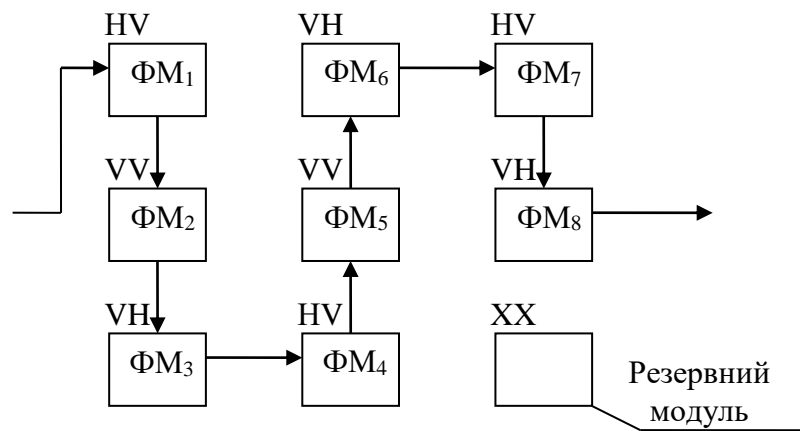 HV VH HV
ФМ1 ФМ6 ФМ7
VV VV VH
ФМ2 ФМ5 ФМ8
VH HV XX
ФМ3 ФМ4
Резервний
модуль